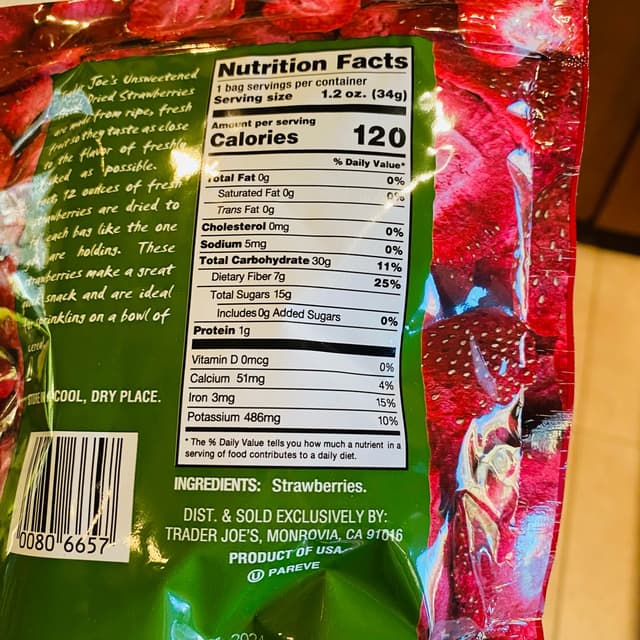 Joe's Unsweetened
Dried Strawberries
made from ripe, fresh
so they taste as close
the flavor of freshly
as possible.
12 ounces of fresh
are dried to
each bag like the one
are holding. These
make a great
snack and are ideal
on a bowl of
COOL, DRY PLACE.
0080 6657
Nutrition Facts
1 bag servings per container
Serving size 1.2 oz. (34g)
Amount per serving
Calories 120
% Daily Value*
Total Fat 0g 0%
Saturated Fat 0g 0%
Trans Fat 0g
Cholesterol 0mg 0%
Sodium 5mg 0%
Total Carbohydrate 30g 11%
Dietary Fiber 7g 25%
Total Sugars 15g
Includes 0g Added Sugars 0%
Protein 1g
Vitamin D 0mcg 0%
Calcium 51mg 4%
Iron 3mg 15%
Potassium 486mg 10%
* The % Daily Value tells you how much a nutrient in a
serving of food contributes to a daily diet.
INGREDIENTS: Strawberries.
DIST. & SOLD EXCLUSIVELY BY:
TRADER JOE'S, MONROVIA, CA 91016
PRODUCT OF USA
U PAREVE